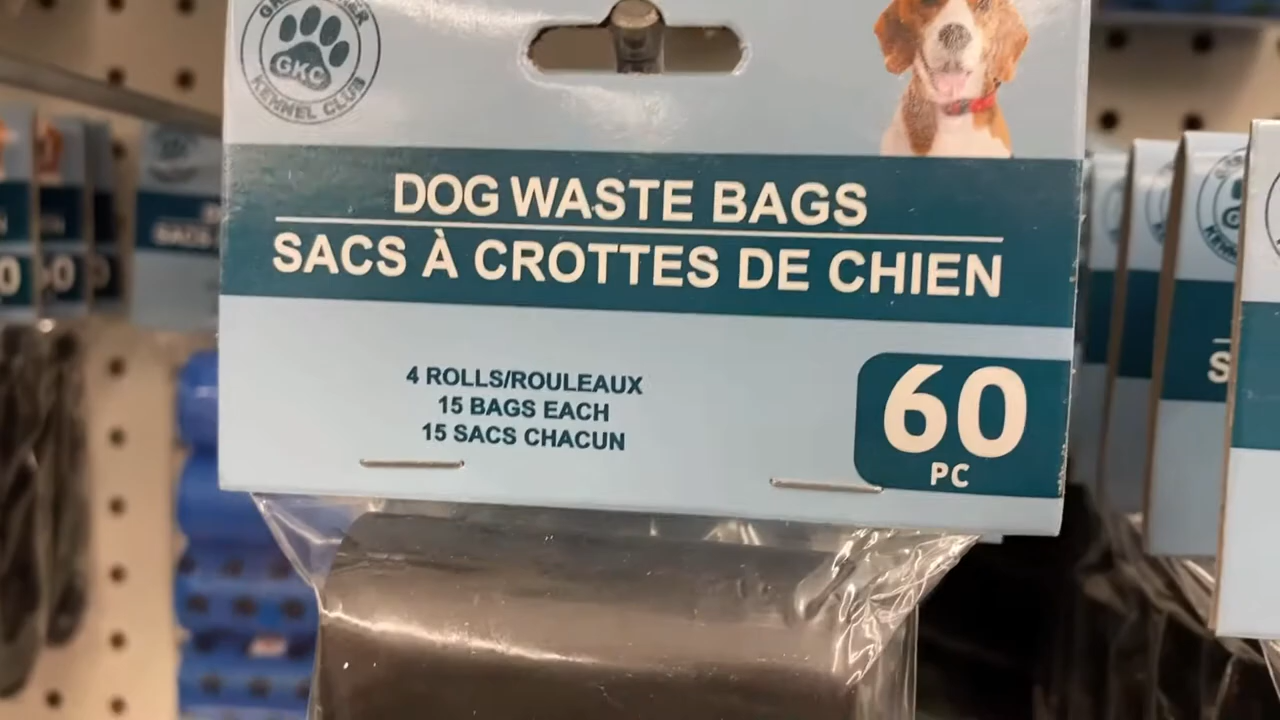 GKC
KENNEL CLUB
DOG WASTE BAGS
SACS À CROTTES DE CHIEN
4 ROLLS/ROULEAUX
15 BAGS EACH
15 SACS CHACUN
60
PC